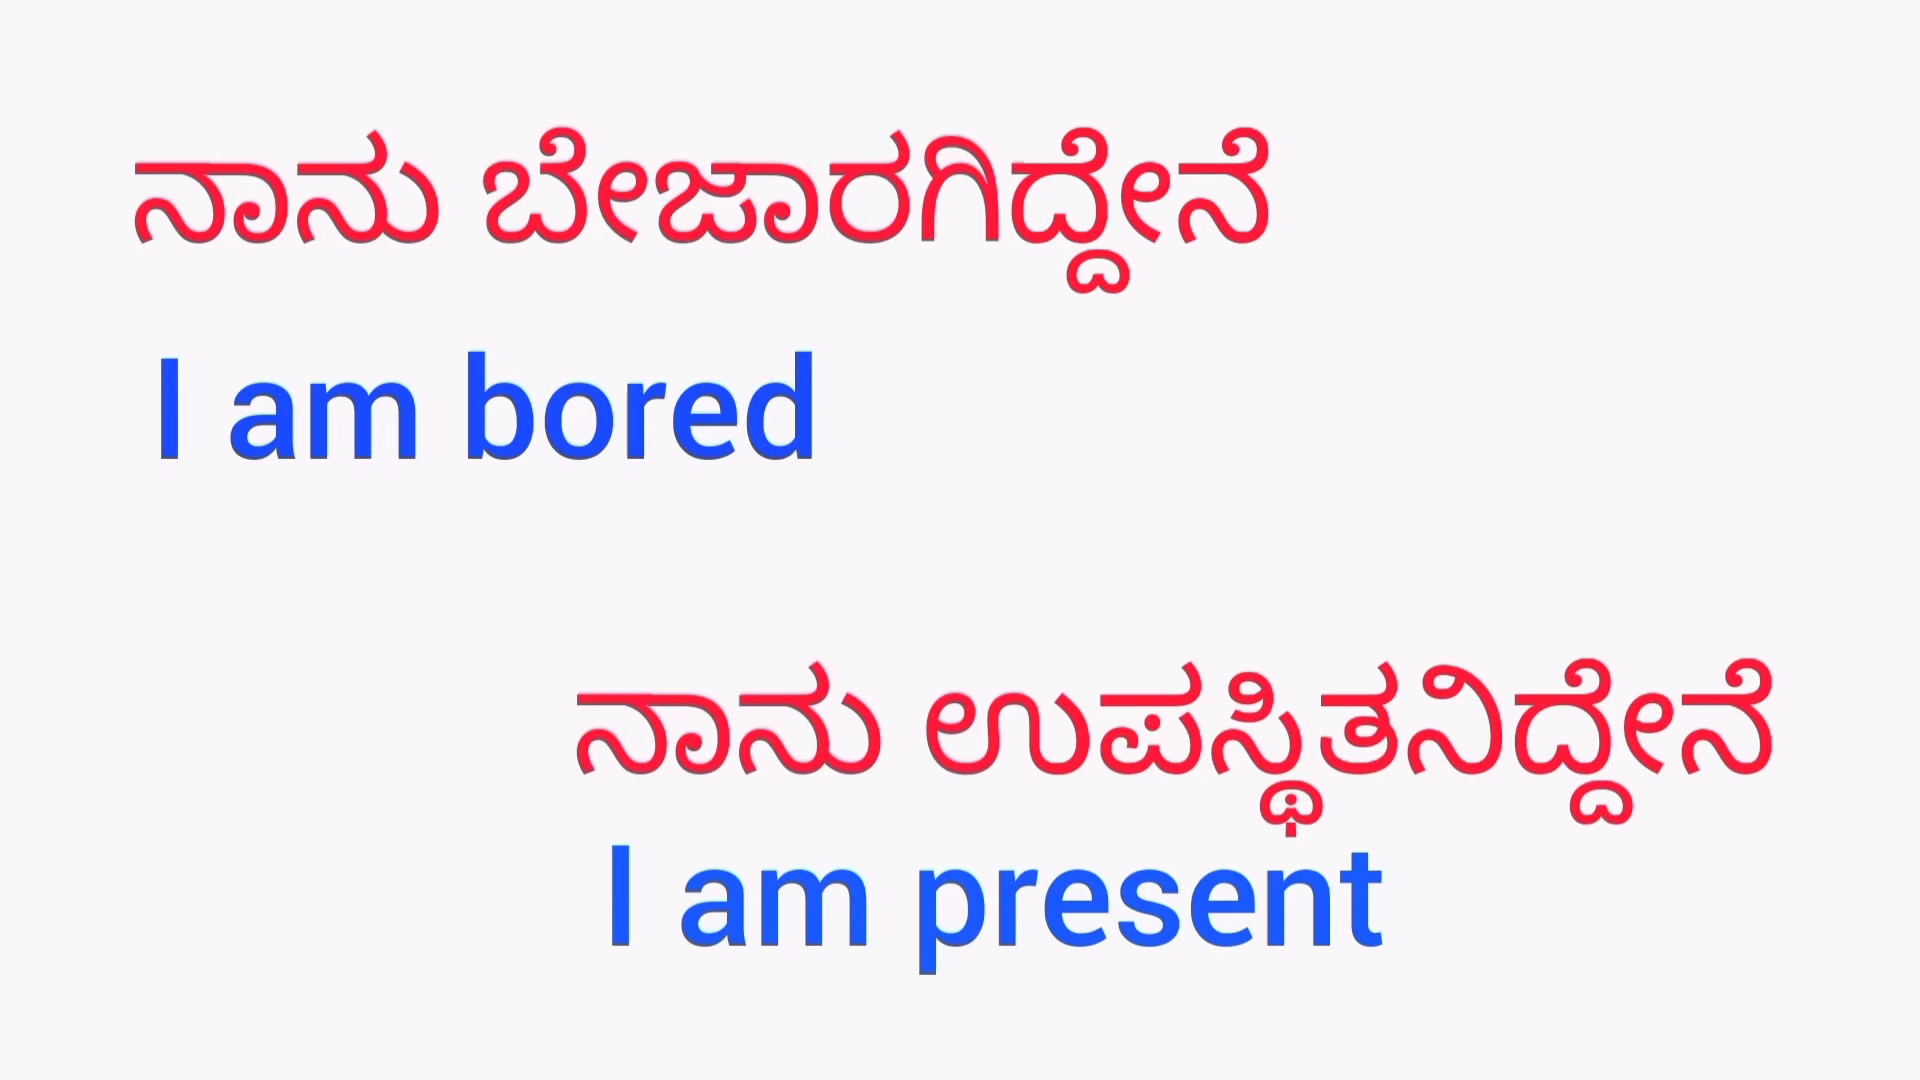 ನಾನು ಬೇಜಾರಗಿದ್ದೇನೆ
I am bored
ನಾನು ಉಪಸ್ಥಿತನಿದ್ದೇನೆ
I am present